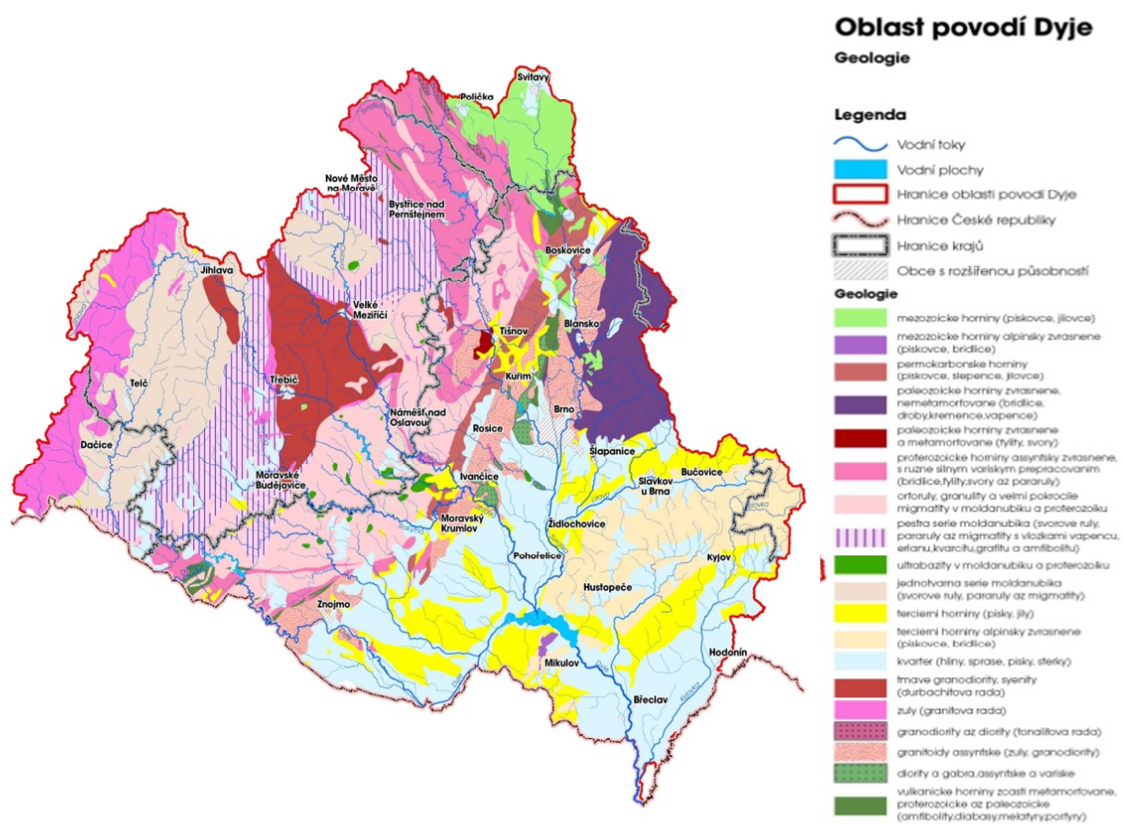 Oblast povodí Dyje
Geologie
Legenda
Vodní toky
Vodní plochy
Hranice oblasti povodí Dyje
Hranice České republiky
Hranice krajů
Obce s rozšířenou působností
Geologie
mezozoicke horniny (piskovce, jilovce)
mezozoicke horniny alpinsky zvrasnene
(piskovce, bridlice)
permokarbonske horniny
(piskovce, slepence, jilovce)
paleozoicke horniny zvrasnene,
nemetamorfovane (bridlice,
droby,kremence,vapence)
paleozoicke horniny zvrasnene
a metamorfovane (fylity, svory)
proterozoicke horniny assyntsky zvrasnene,
s ruzne silnym variskym prepracovanim
(bridlice,fylity,svory az pararuly)
ortoruly, granulity a velmi pokrocile
migmatity v moldanubiku a proterozoiku
pestra serie moldanubika (svorove ruly,
pararuly az migmatity s vlozkami vapencu,
erlanu,kvarcitu,grafitu a amfibolitu)
ultrabazity v moldanubiku a proterozoiku
jednotvarna serie moldanubika
(svorove ruly, pararuly az migmatity)
tercierni horniny (pisky, jily)
tercierni horniny alpinsky zvrasnene
(piskovce, bridlice)
kvarter (hliny, sprase, pisky, sterky)
tmave granodiority, syenity
(durbachitova rada)
zuly (granitova rada)
granodiority az diority (tonalitova rada)
granitoidy assyntske (zuly, granodiority)
diority a gabra,assyntske a variske
vulkanicke horniny zcasti metamorfovane,
proterozoicke az paleozoicke
(amfibolity,diabasy,melafyry,porfyry)
Svitavy
Polička
Nové Město
na Moravě
Bystřice nad
Pernštejnem
Boskovice
Jihlava
Velké
Meziříčí
Tišnov
Blansko
Telč
Třebíč
Kuřim
Náměšť nad
Oslavou
Brno
Rosice
Dačice
Šlapanice
Moravské
Budějovice
Ivančice
Bučovice
Slavkov
u Brna
Moravský
Krumlov
Židlochovice
Pohořelice
Kyjov
Hustopeče
Znojmo
Hodonín
Mikulov
Břeclav